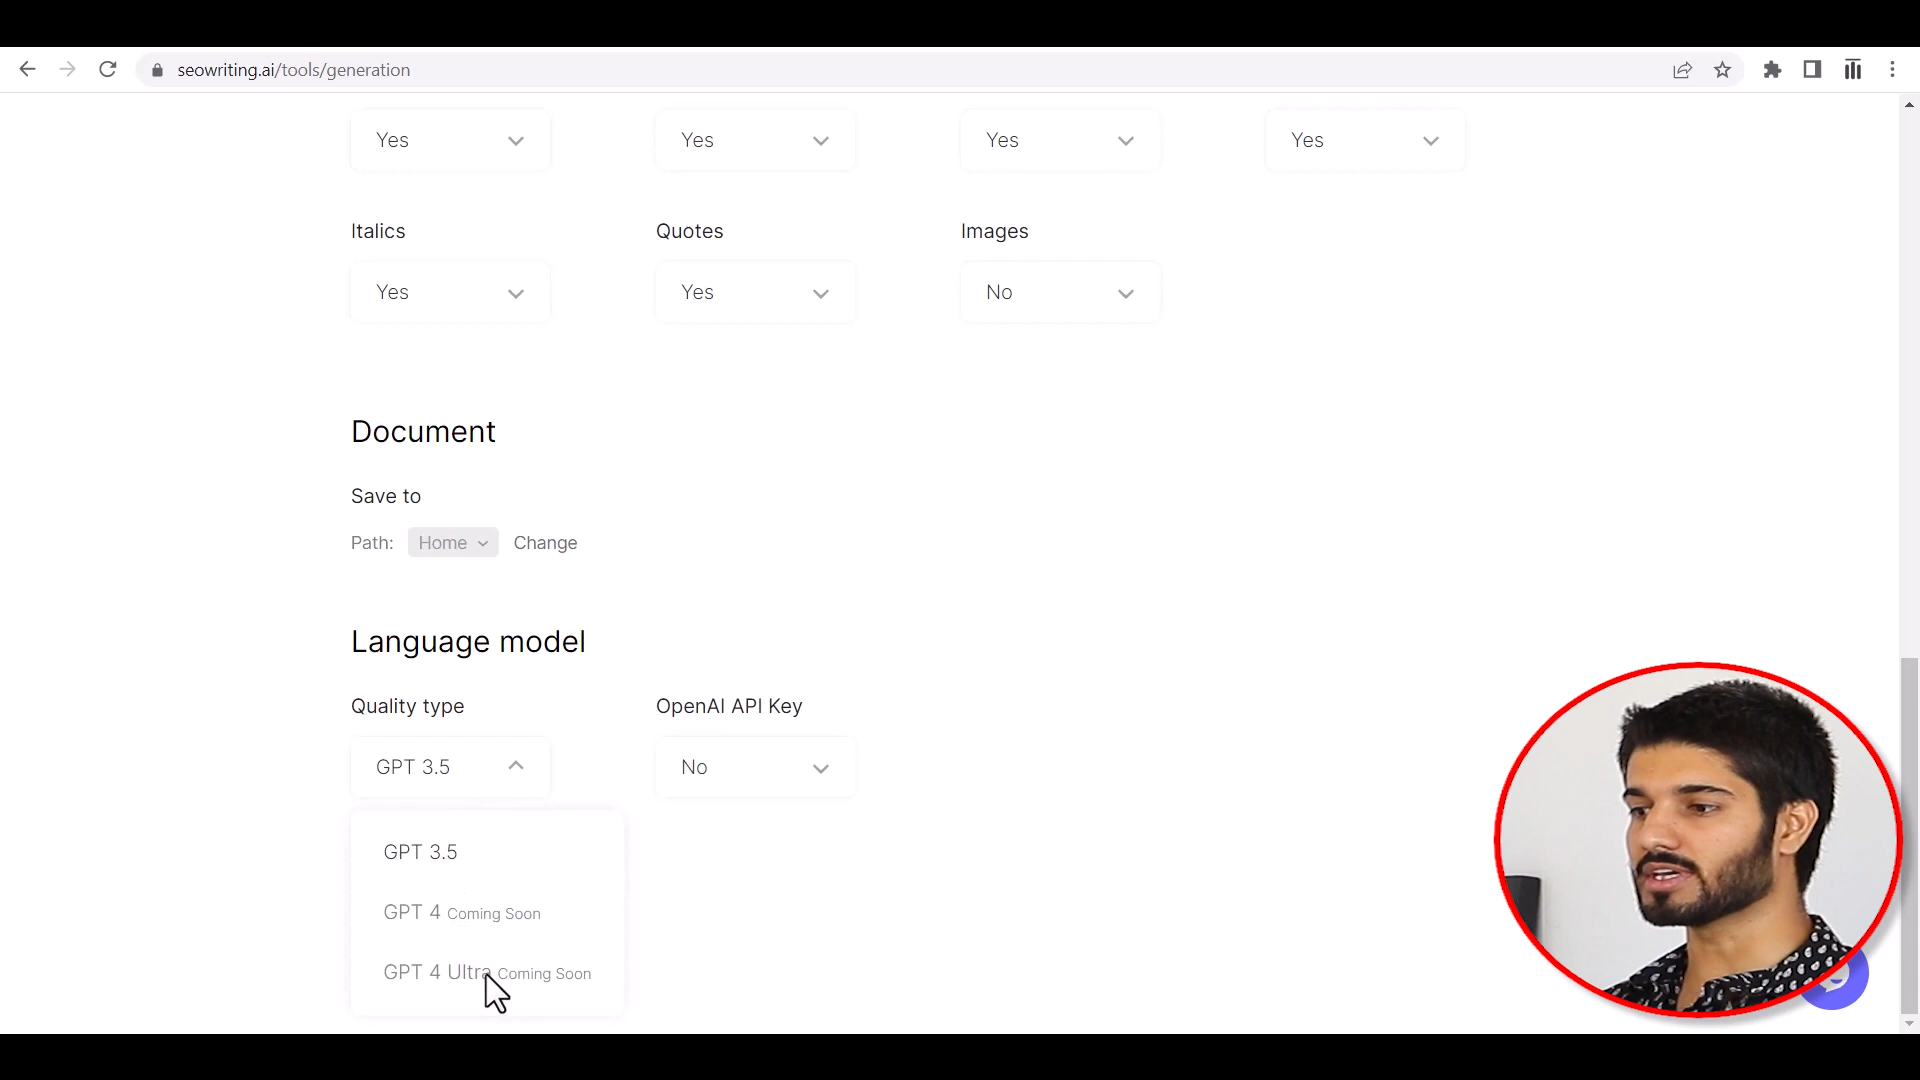 seowriting.ai/tools/generation
Yes Yes Yes Yes
Italics Quotes Images
Yes Yes No
Document
Save to
Path: Home Change
Language model
Quality type OpenAI API Key
GPT 3.5 No
GPT 3.5
GPT 4 Coming Soon
GPT 4 Ultra Coming Soon